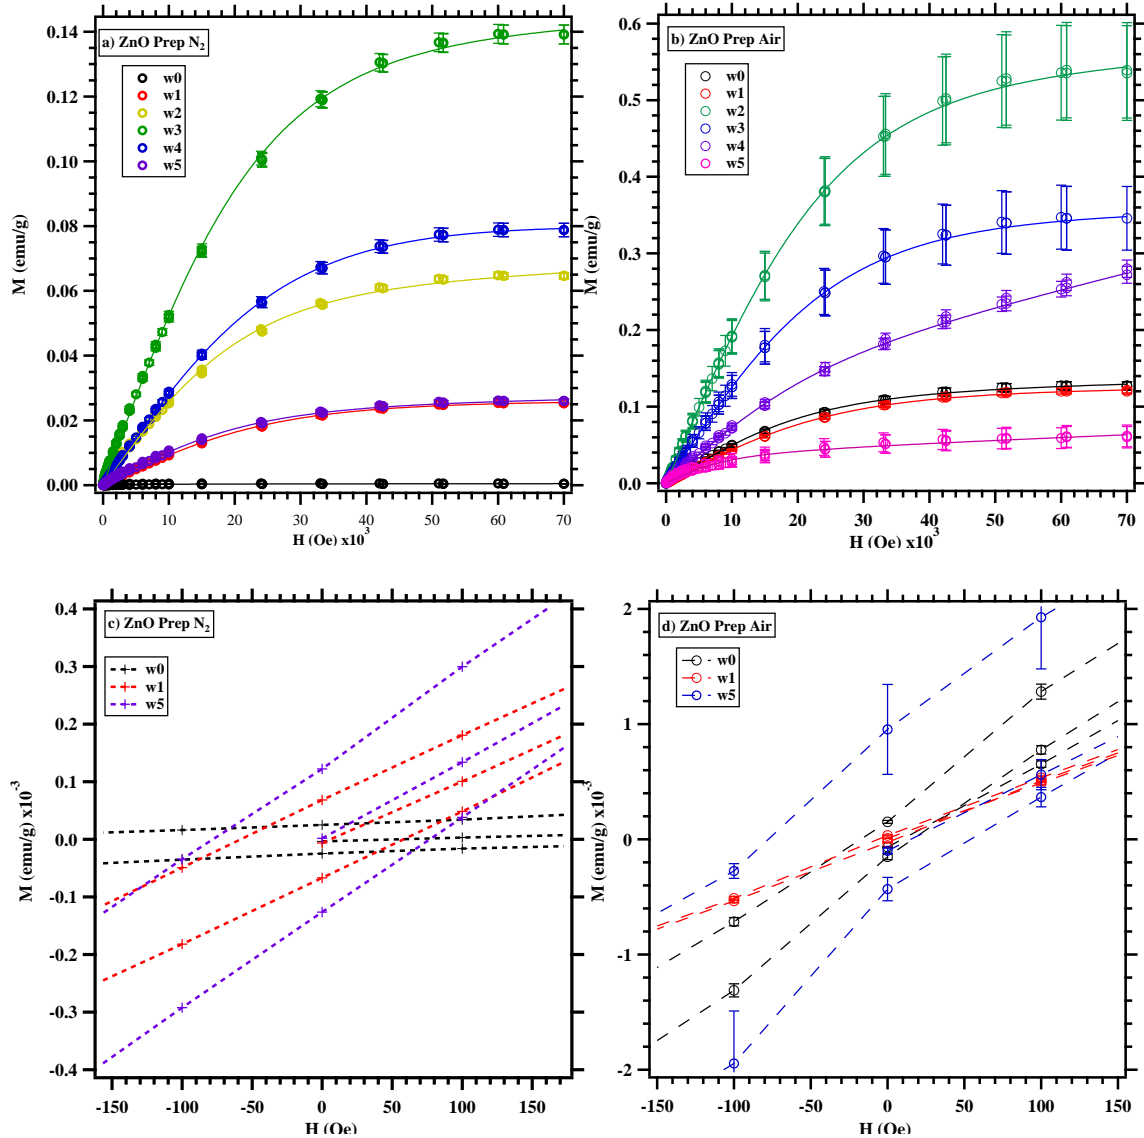 a) ZnO Prep N2
w0
w1
w2
w3
w4
w5
M (emu/g)
0.14
0.12
0.10
0.08
0.06
0.04
0.02
0.00
0 10 20 30 40 50 60 70
H (Oe) x10^3
b) ZnO Prep Air
w0
w1
w2
w3
w4
w5
M (emu/g)
0.6
0.5
0.4
0.3
0.2
0.1
0.0
0 10 20 30 40 50 60 70
H (Oe) x10^3
c) ZnO Prep N2
w0
w1
w5
M (emu/g) x10^-3
0.4
0.3
0.2
0.1
0.0
-0.1
-0.2
-0.3
-0.4
-150 -100 -50 0 50 100 150
H (Oe)
d) ZnO Prep Air
w0
w1
w5
M (emu/g) x10^-3
2
1
0
-1
-2
-150 -100 -50 0 50 100 150
H (Oe)